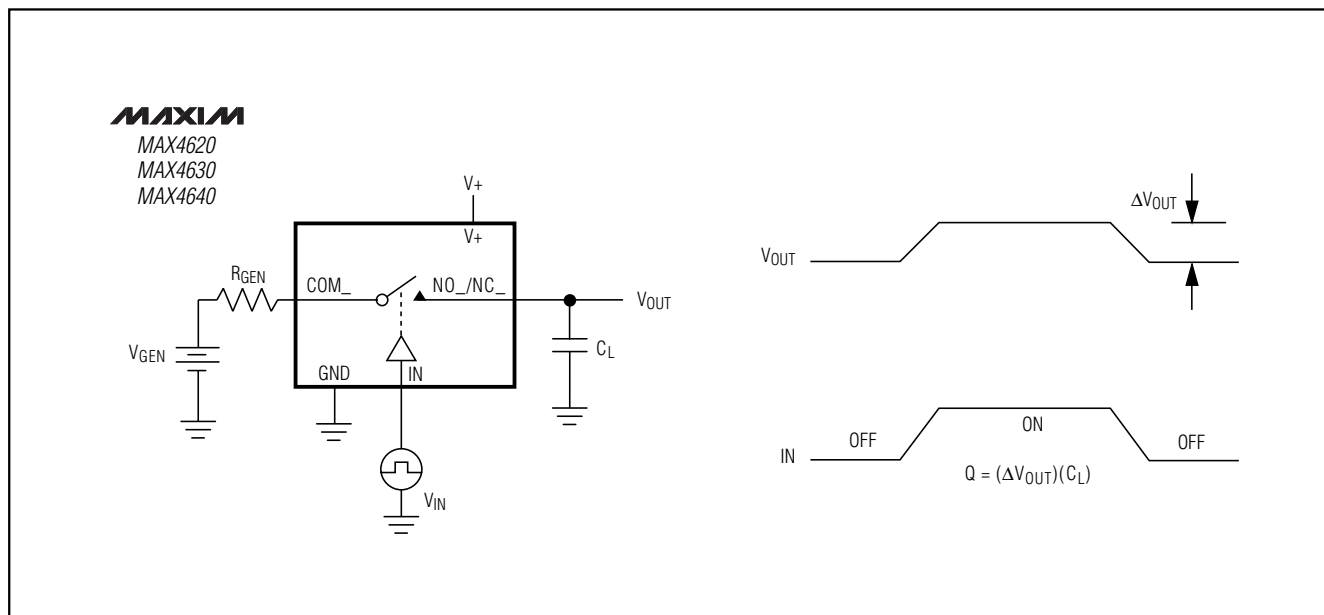 MAXIM
MAX4620
MAX4630
MAX4640
V+
V+
RGEN
COM_
NO_/NC_
VOUT
VGEN
CL
GND
IN
VIN
ΔVOUT
VOUT
OFF
ON
OFF
IN
Q = (ΔVOUT)(CL)